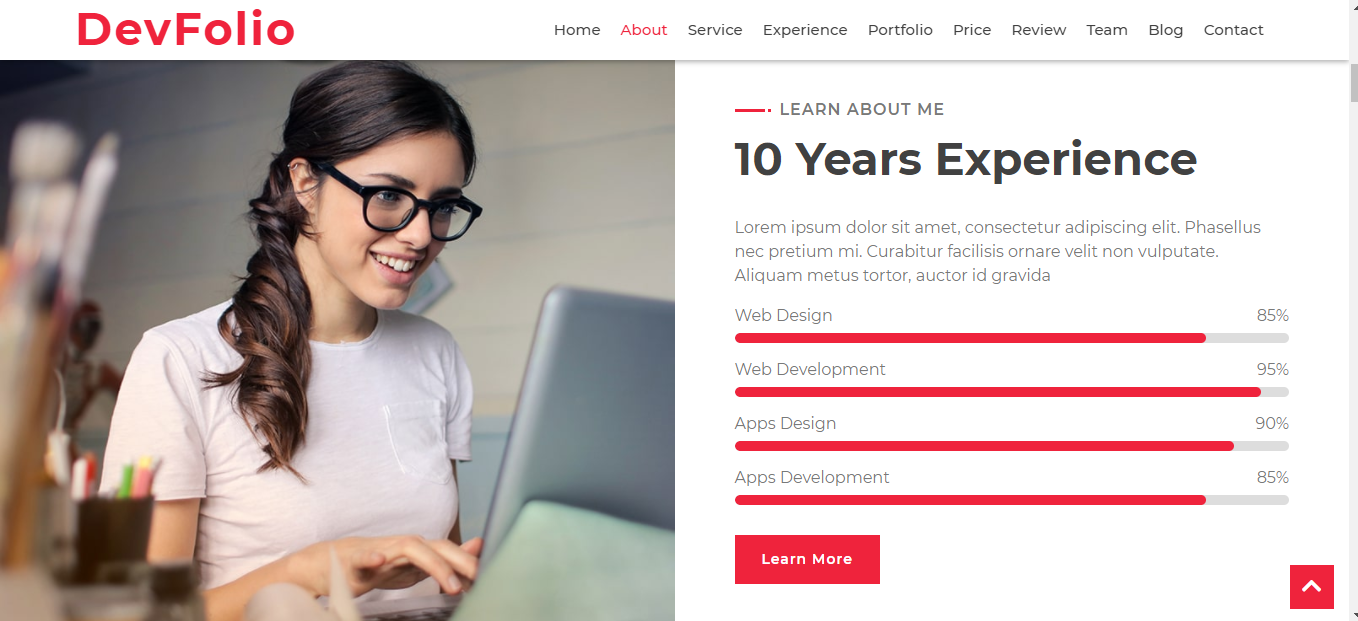 DevFolio
Home About Service Experience Portfolio Price Review Team Blog Contact
LEARN ABOUT ME
10 Years Experience
Lorem ipsum dolor sit amet, consectetur adipiscing elit. Phasellus
nec pretium mi. Curabitur facilisis ornare velit non vulputate.
Aliquam metus tortor, auctor id gravida
Web Design 85%
Web Development 95%
Apps Design 90%
Apps Development 85%
Learn More